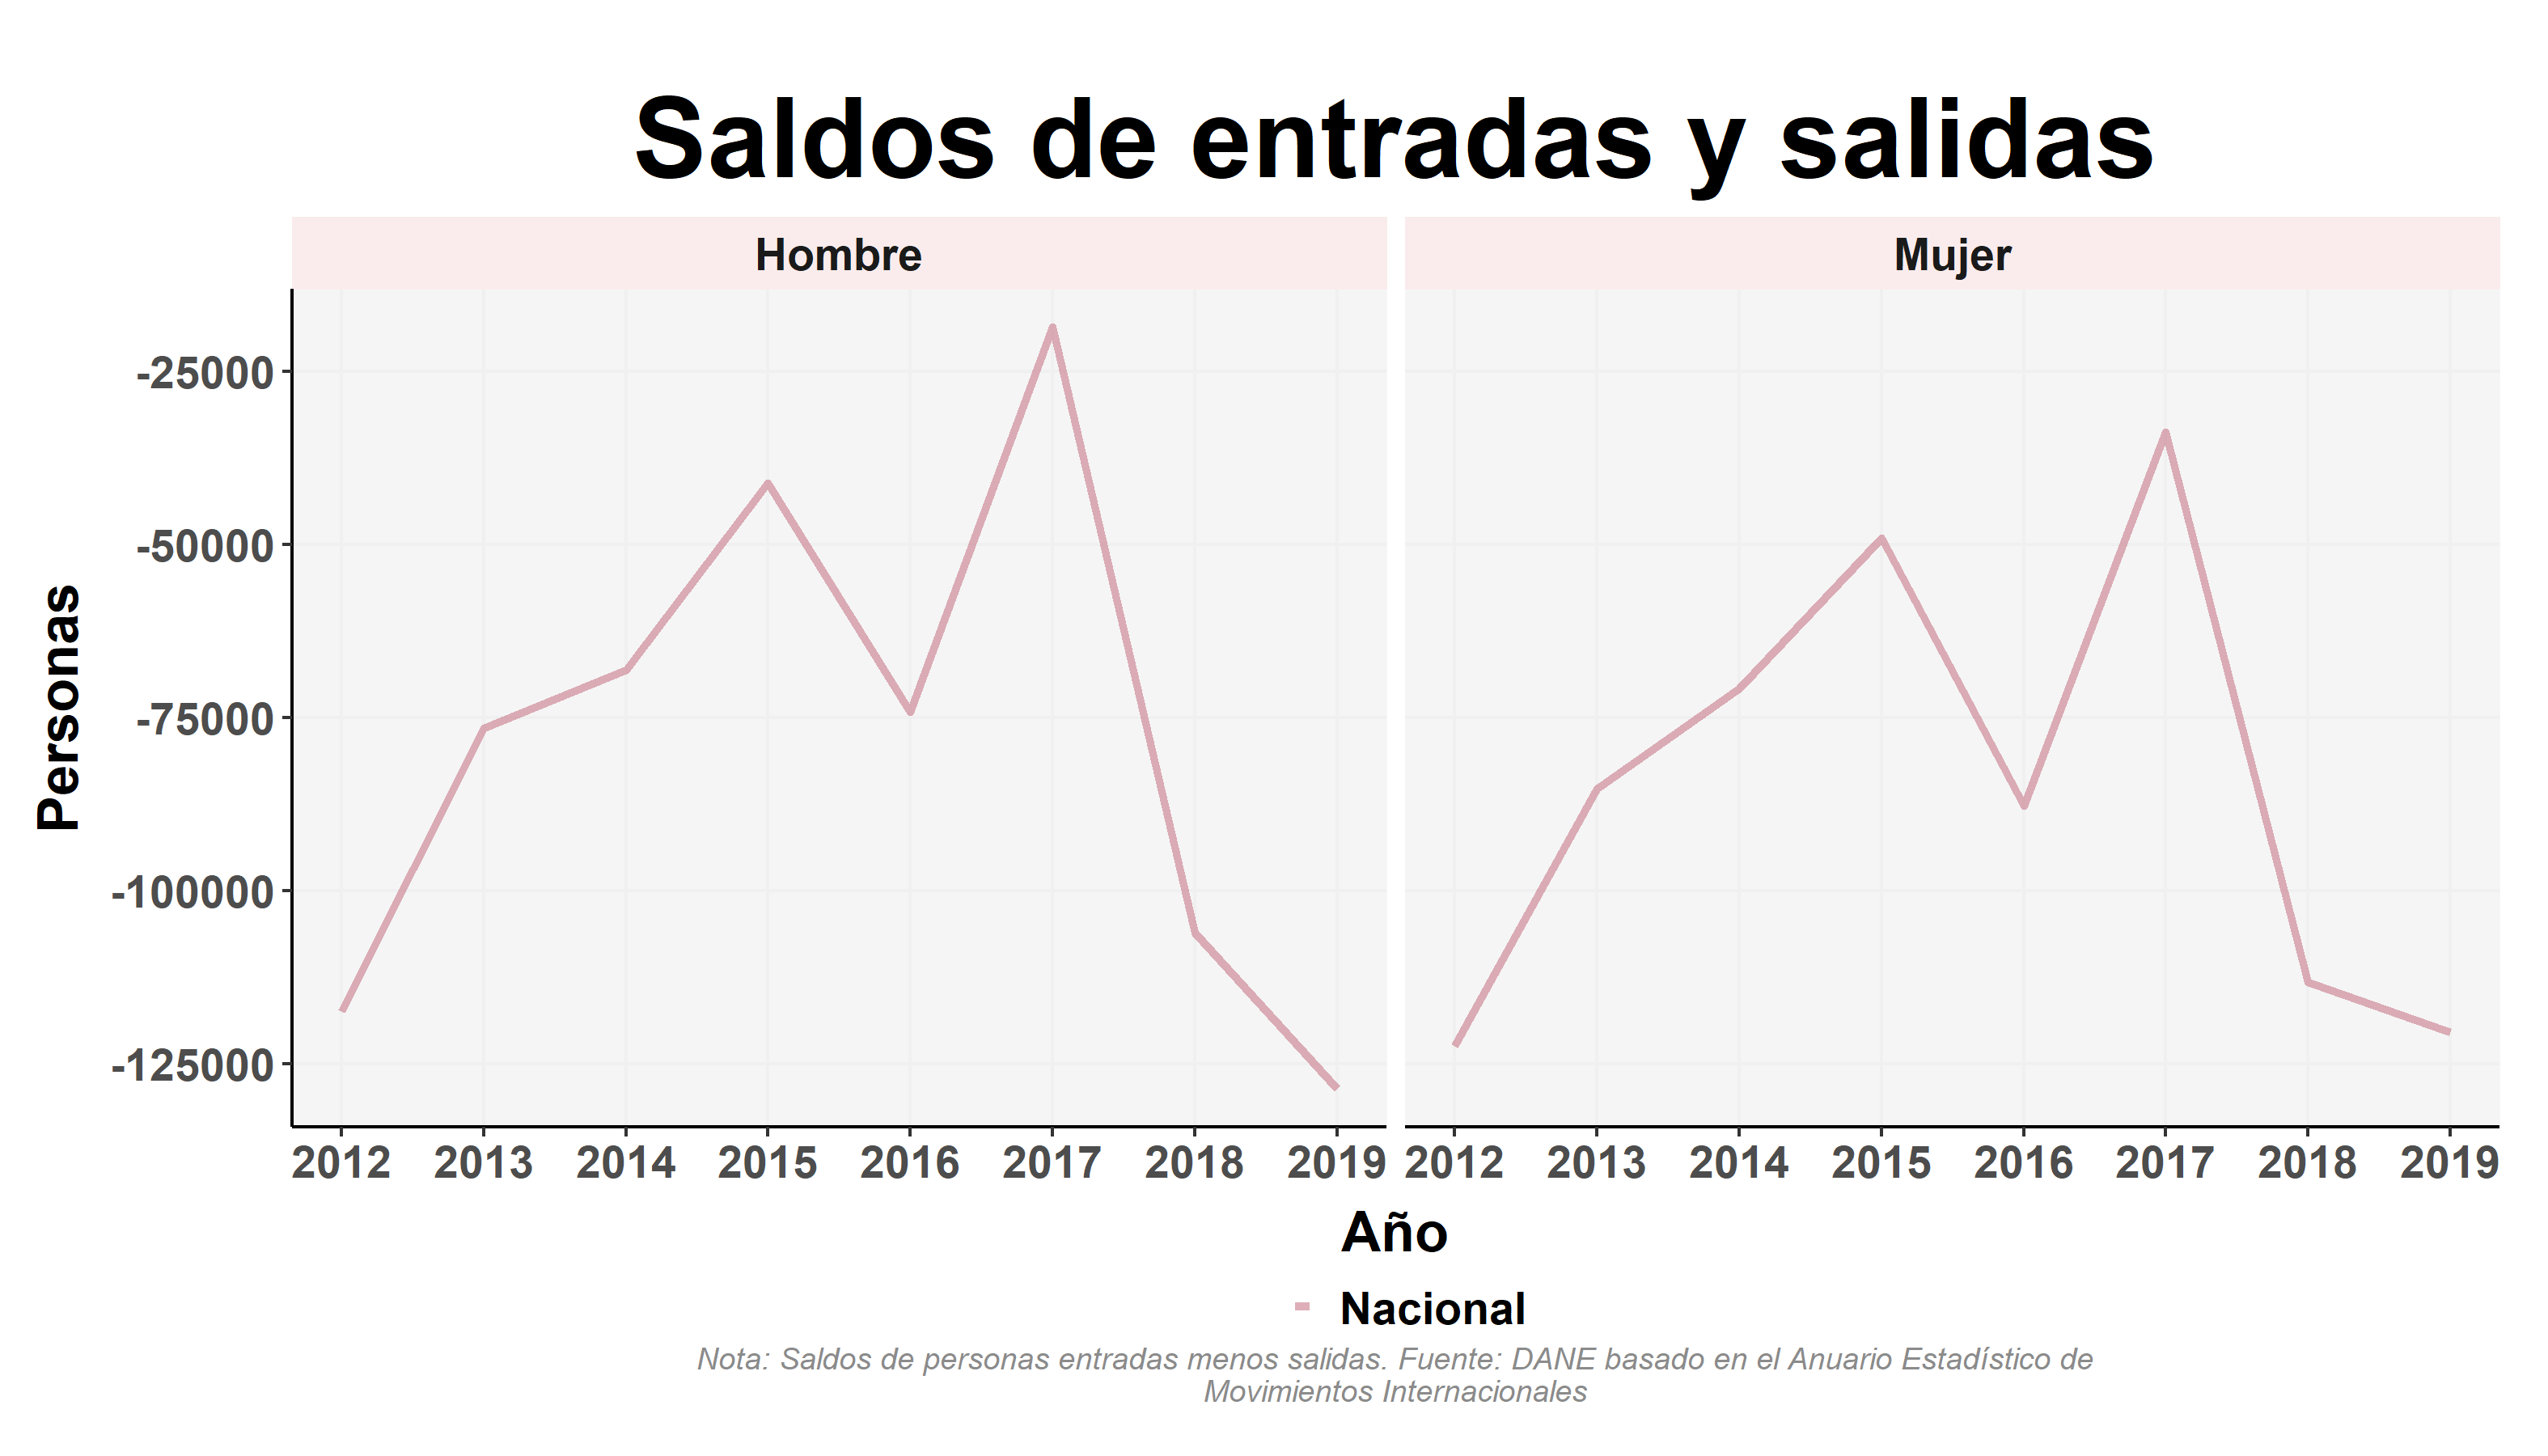 Saldos de entradas y salidas
Hombre
Mujer
Personas
-25000
-50000
-75000
-100000
-125000
2012 2013 2014 2015 2016 2017 2018 2019
2012 2013 2014 2015 2016 2017 2018 2019
Año
Nacional
Nota: Saldos de personas entradas menos salidas. Fuente: DANE basado en el Anuario Estadístico de
Movimientos Internacionales